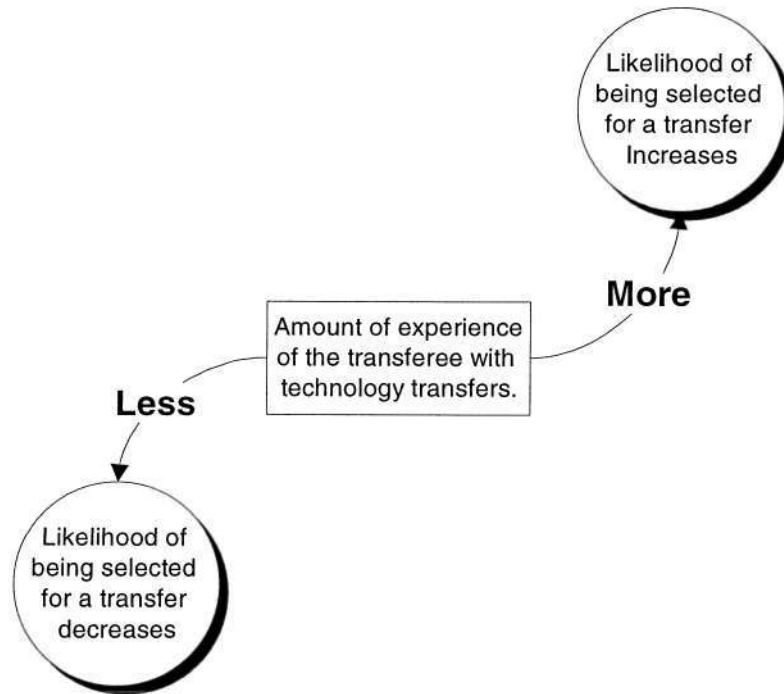 Likelihood of
being selected
for a transfer
Increases
More
Amount of experience
of the transferee with
technology transfers.
Less
Likelihood of
being selected
for a transfer
decreases